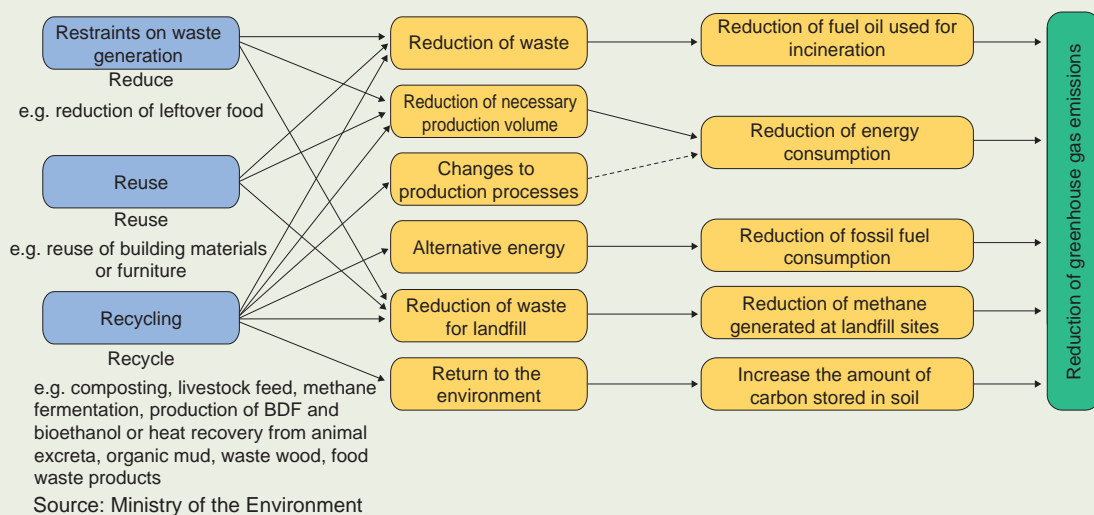 Restraints on waste
generation
Reduce
e.g. reduction of leftover food
Reuse
Reuse
e.g. reuse of building materials
or furniture
Recycling
Recycle
e.g. composting, livestock feed, methane
fermentation, production of BDF and
bioethanol or heat recovery from animal
excreta, organic mud, waste wood, food
waste products
Reduction of waste
Reduction of necessary
production volume
Changes to
production processes
Alternative energy
Reduction of waste
for landfill
Return to the
environment
Reduction of fuel oil used for
incineration
Reduction of energy
consumption
Reduction of fossil fuel
consumption
Reduction of methane
generated at landfill sites
Increase the amount of
carbon stored in soil
Reduction of greenhouse gas emissions
Source: Ministry of the Environment